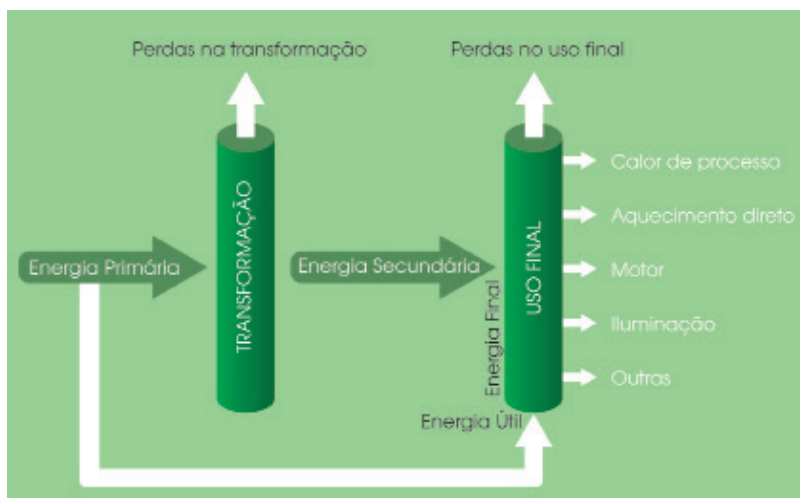 Perdas na transformação
Perdas no uso final
TRANSFORMAÇÃO
USO FINAL
Energia Primária
Energia Secundária
Energia Final
Energia Útil
Calor de processo
Aquecimento direto
Motor
Iluminação
Outras